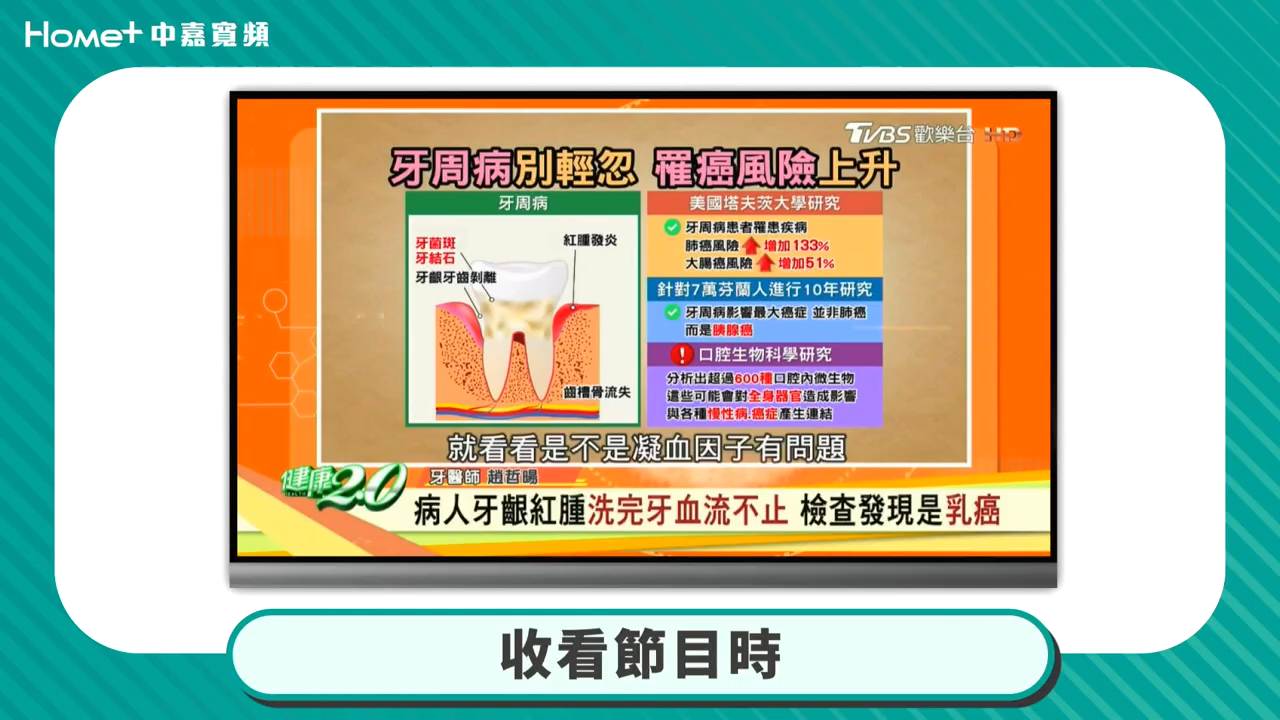 Home+ 中嘉寬頻
TVBS歡樂台 HD
牙周病別輕忽 罹癌風險上升
牙周病
牙菌斑
牙結石
牙齦牙齒剝離
紅腫發炎
齒槽骨流失
美國塔夫茨大學研究
牙周病患者罹患疾病
肺癌風險 增加133%
大腸癌風險 增加51%
針對7萬芬蘭人進行10年研究
牙周病影響最大癌症 並非肺癌
而是胰腺癌
口腔生物科學研究
分析出超過600種口腔內微生物
這些可能會對全身器官造成影響
與各種慢性病.癌症產生連結
就看看是不是凝血因子有問題
健康2.0
HEALTH
牙醫師 趙哲暘
病人牙齦紅腫洗完牙血流不止 檢查發現是乳癌
收看節目時